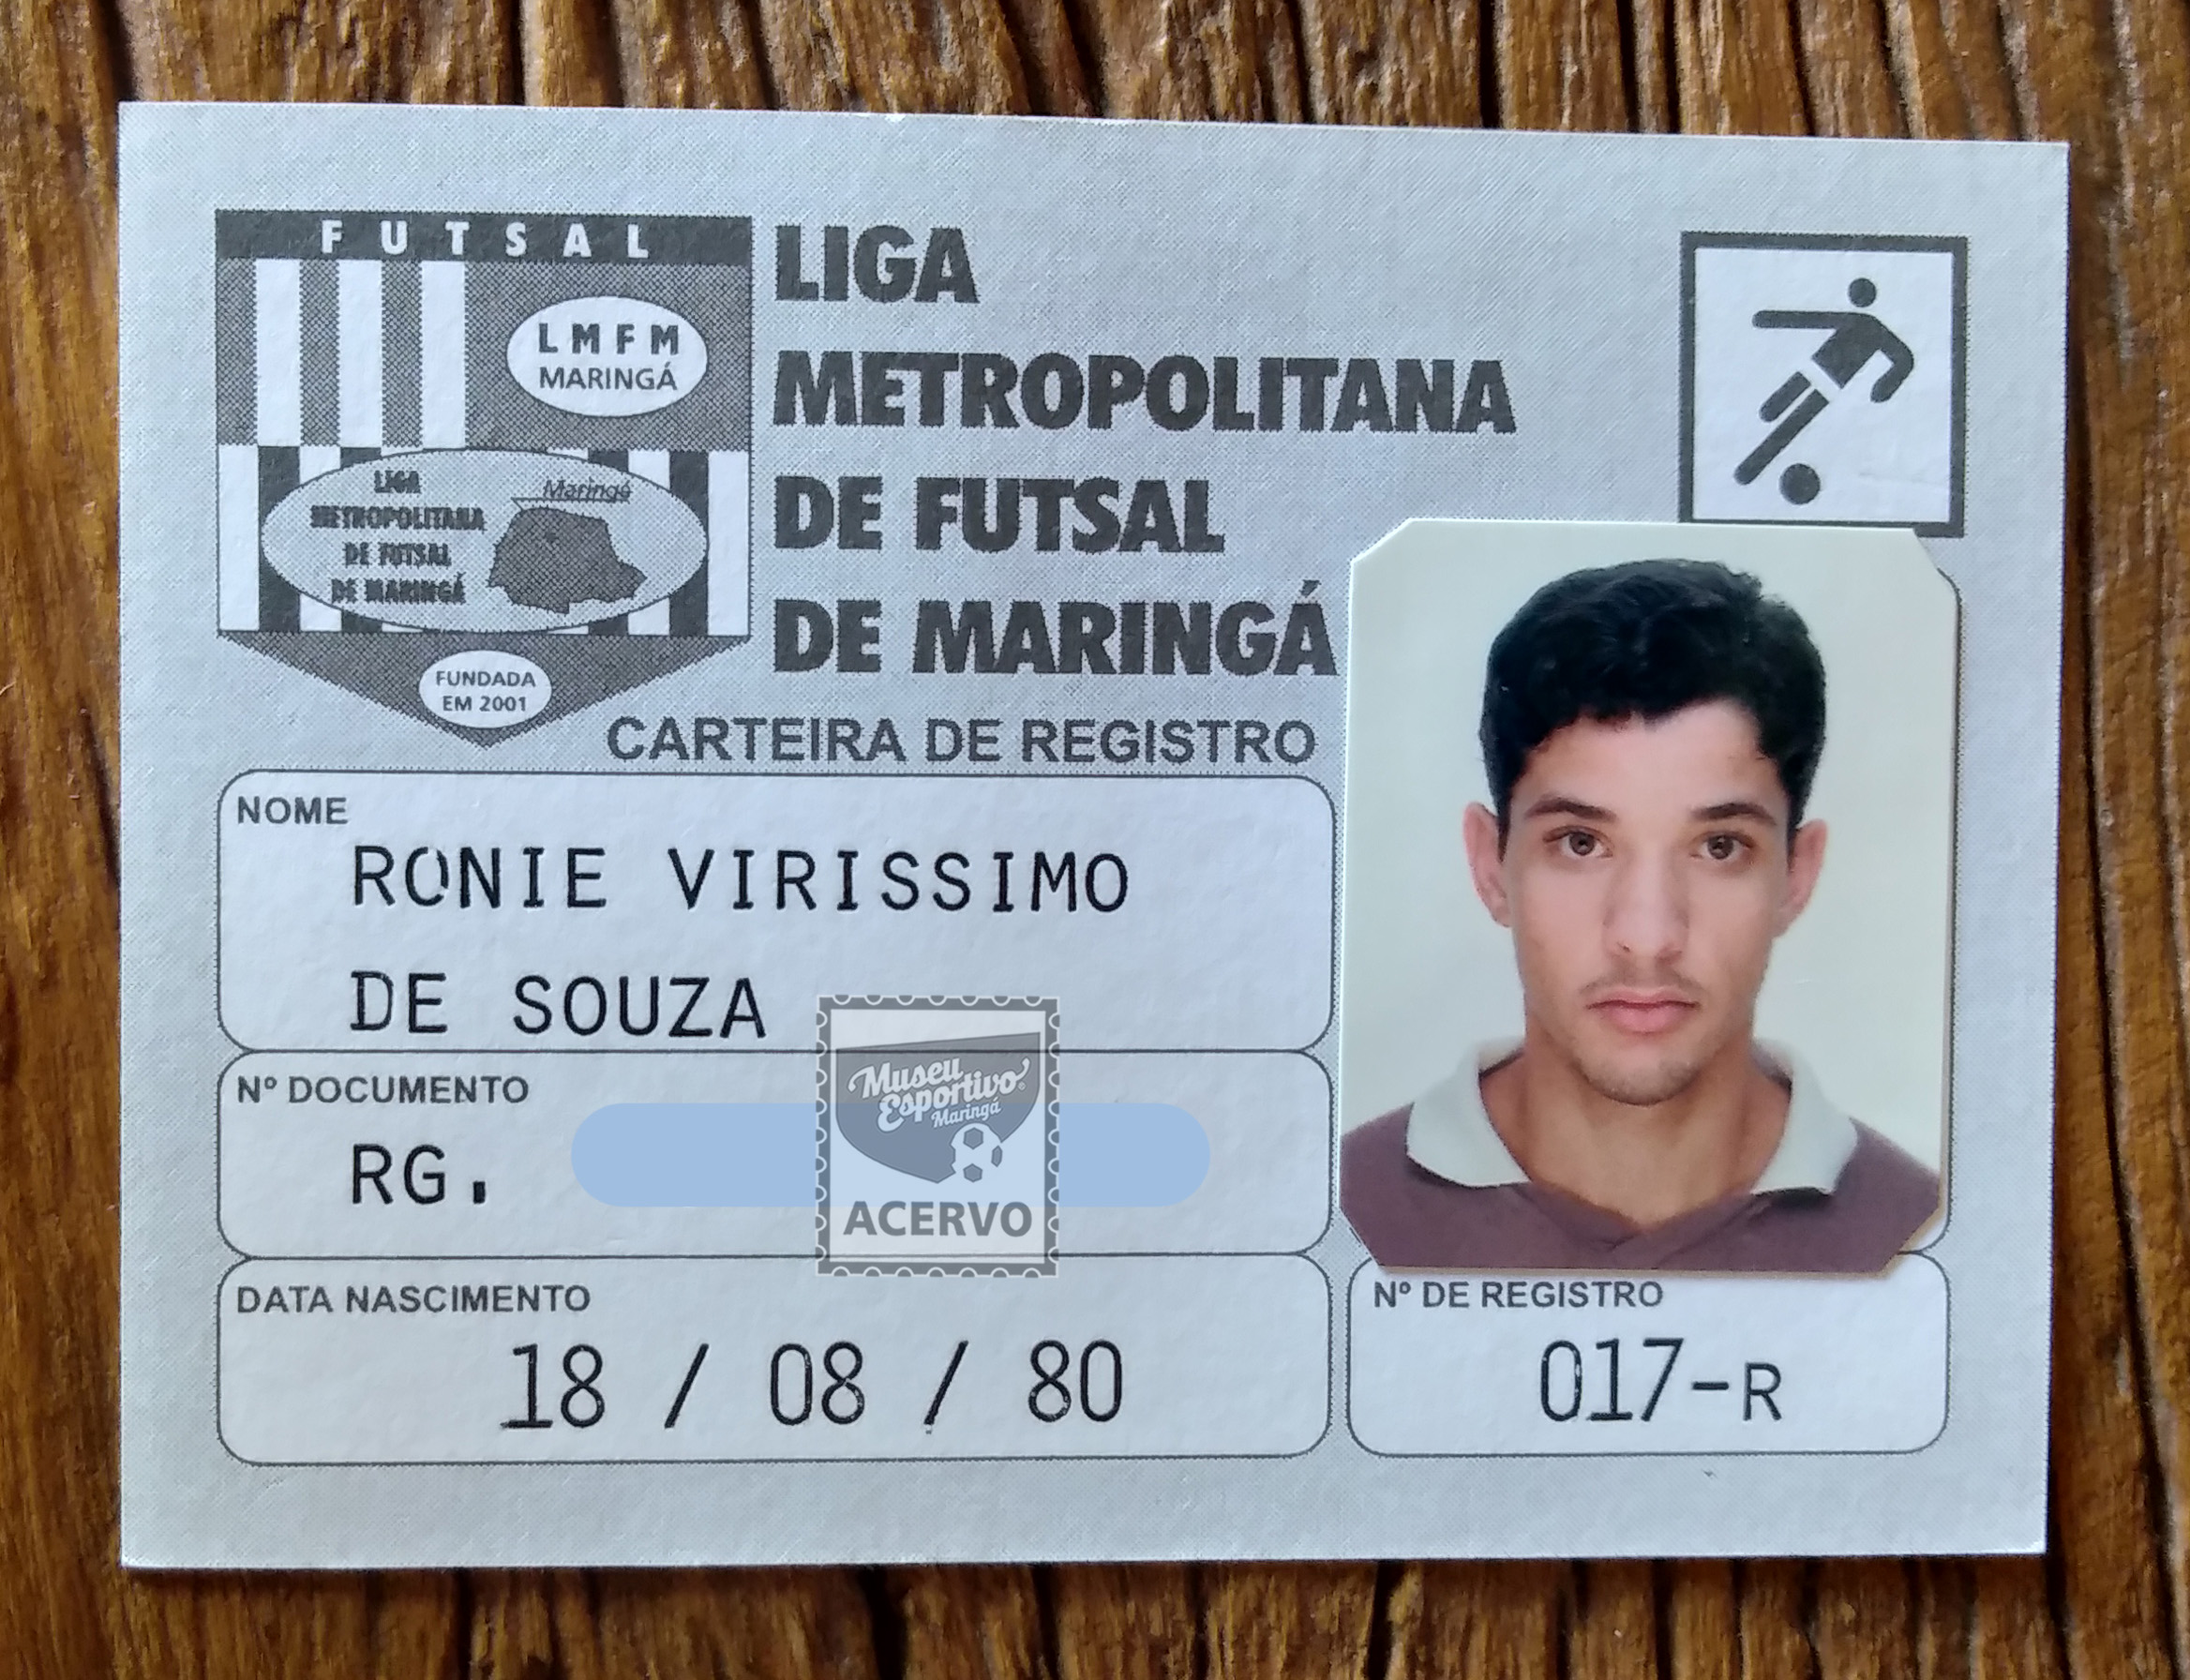 FUTSAL
LMFM
MARINGÁ
LIGA
METROPOLITANA
DE FUTSAL
DE MARINGÁ
Maringá
FUNDADA
EM 2001
LIGA
METROPOLITANA
DE FUTSAL
DE MARINGÁ
CARTEIRA DE REGISTRO
NOME
RONIE VIRISSIMO
DE SOUZA
Nº DOCUMENTO
RG.
Museu
Esportivo
Maringá
ACERVO
DATA NASCIMENTO
18 / 08 / 80
Nº DE REGISTRO
017-R